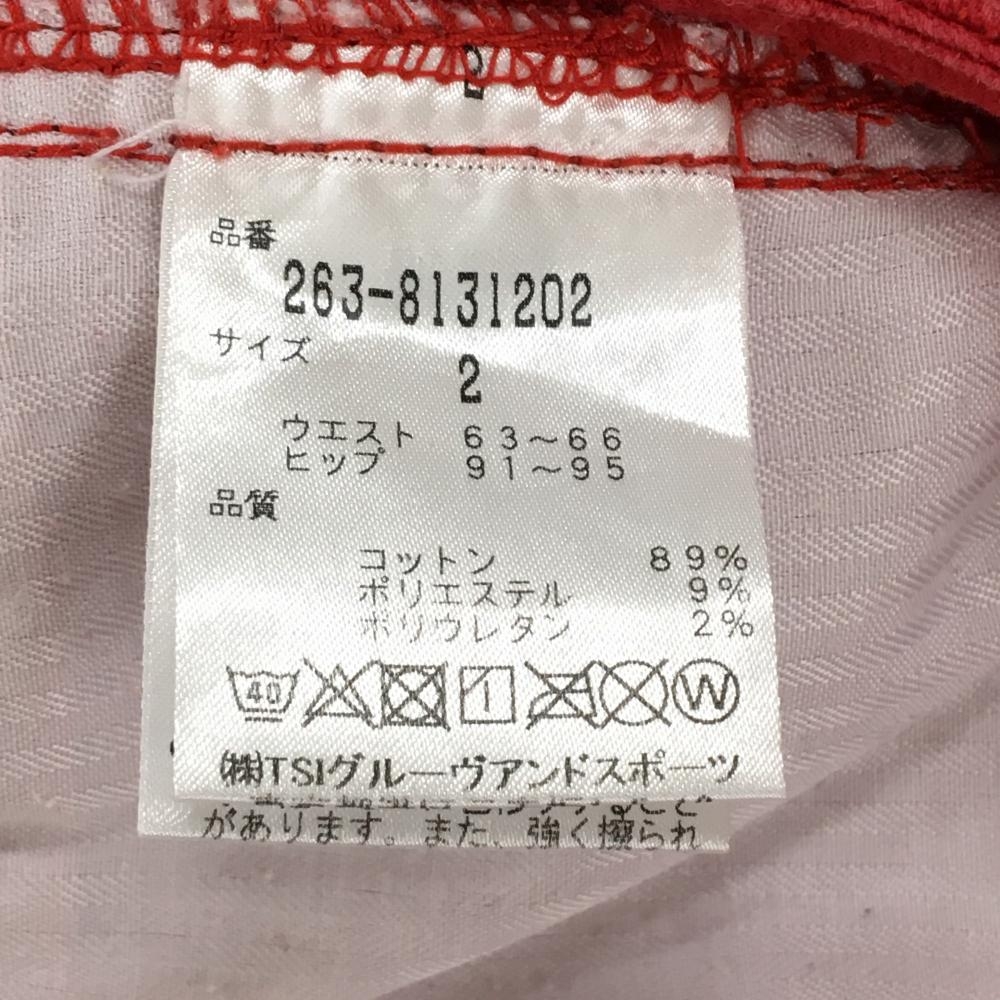 2
品番
263-8131202
サイズ
2
ウエスト 63~66
ヒップ 91~95
品質
コットン 89%
ポリエステル 9%
ポリウレタン 2%
40 W
(株)TSIグルーヴアンドスポーツ
があります。また、強く擦られ